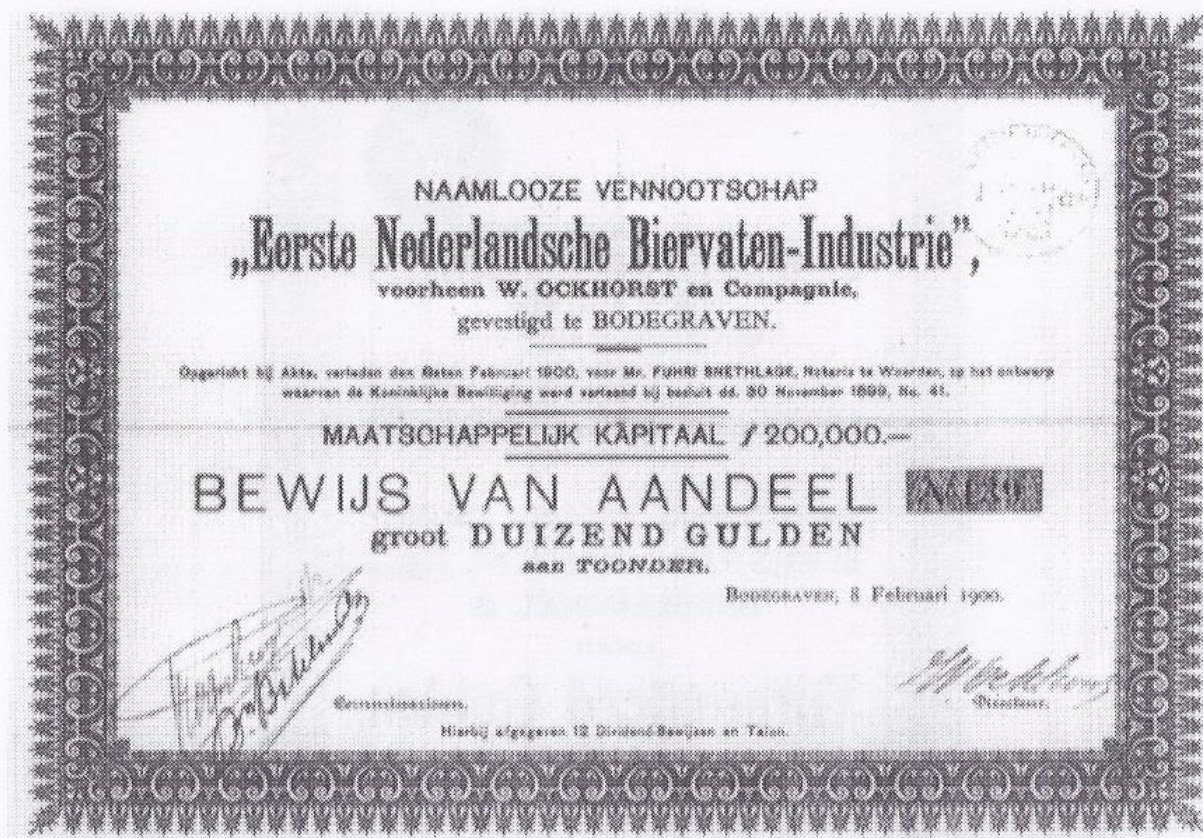 NAAMLOOZE VENNOOTSCHAP
„Eerste Nederlandsche Biervaten-Industrie”,
voorheen W. OCKHORST en Compagnie,
gevestigd te BODEGRAVEN.
Opgericht bij Akte, verleden den 8sten Februari 1900, voor Mr. FUHRI SNETHLAGE, Notaris te Woerden, op het ontwerp
waarvan de Koninklijke Bewilliging werd verleend bij besluit dd. 30 November 1899, No. 41.
MAATSCHAPPELIJK KAPITAAL f 200,000.—
BEWIJS VAN AANDEEL No. 139
groot DUIZEND GULDEN
aan TOONDER.
BODEGRAVEN, 8 Februari 1900.
Commissarissen.
Directeur.
Hierbij afgegeven 12 Dividend-Bewijzen en Talon.